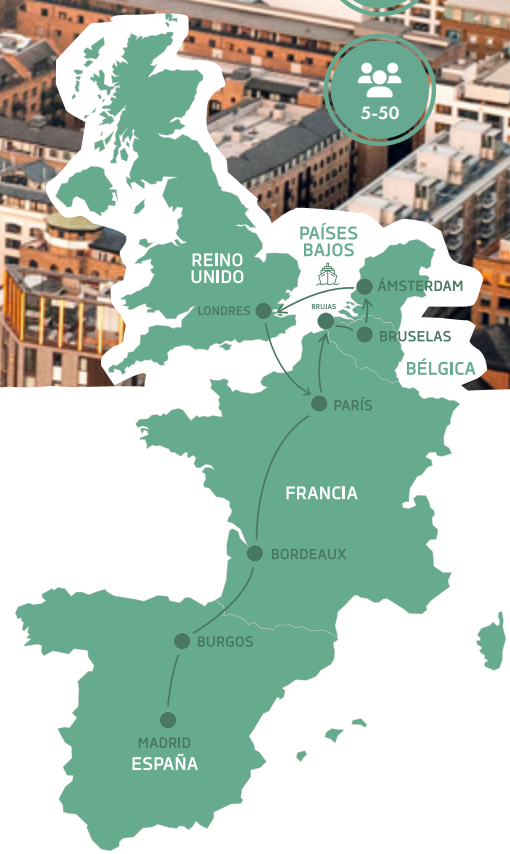 5-50
PAÍSES
BAJOS
REINO
UNIDO
ÁMSTERDAM
LONDRES
BRUJAS
BRUSELAS
BÉLGICA
PARÍS
FRANCIA
BORDEAUX
BURGOS
MADRID
ESPAÑA